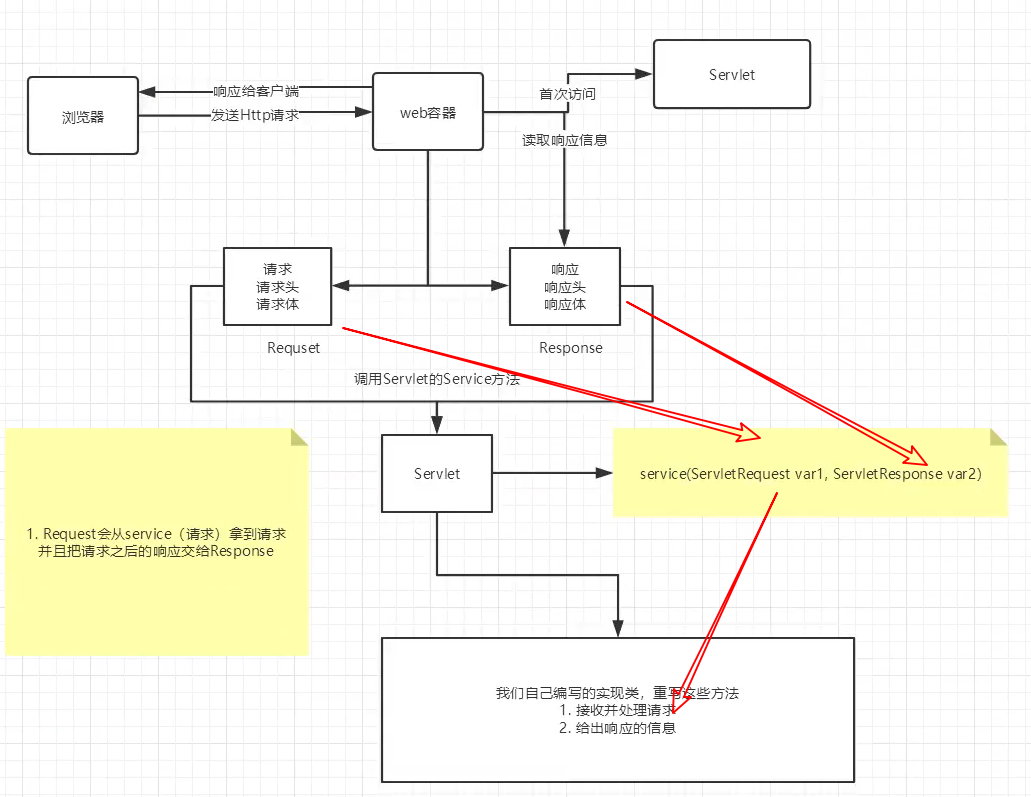 浏览器
响应给客户端
发送Http请求
web容器
首次访问
Servlet
读取响应信息
请求
请求头
请求体
Requset
响应
响应头
响应体
Response
调用Servlet的Service方法
Servlet
service(ServletRequest var1, ServletResponse var2)
1. Request会从service（请求）拿到请求
并且把请求之后的响应交给Response
我们自己编写的实现类，重写这些方法
1. 接收并处理请求
2. 给出响应的信息